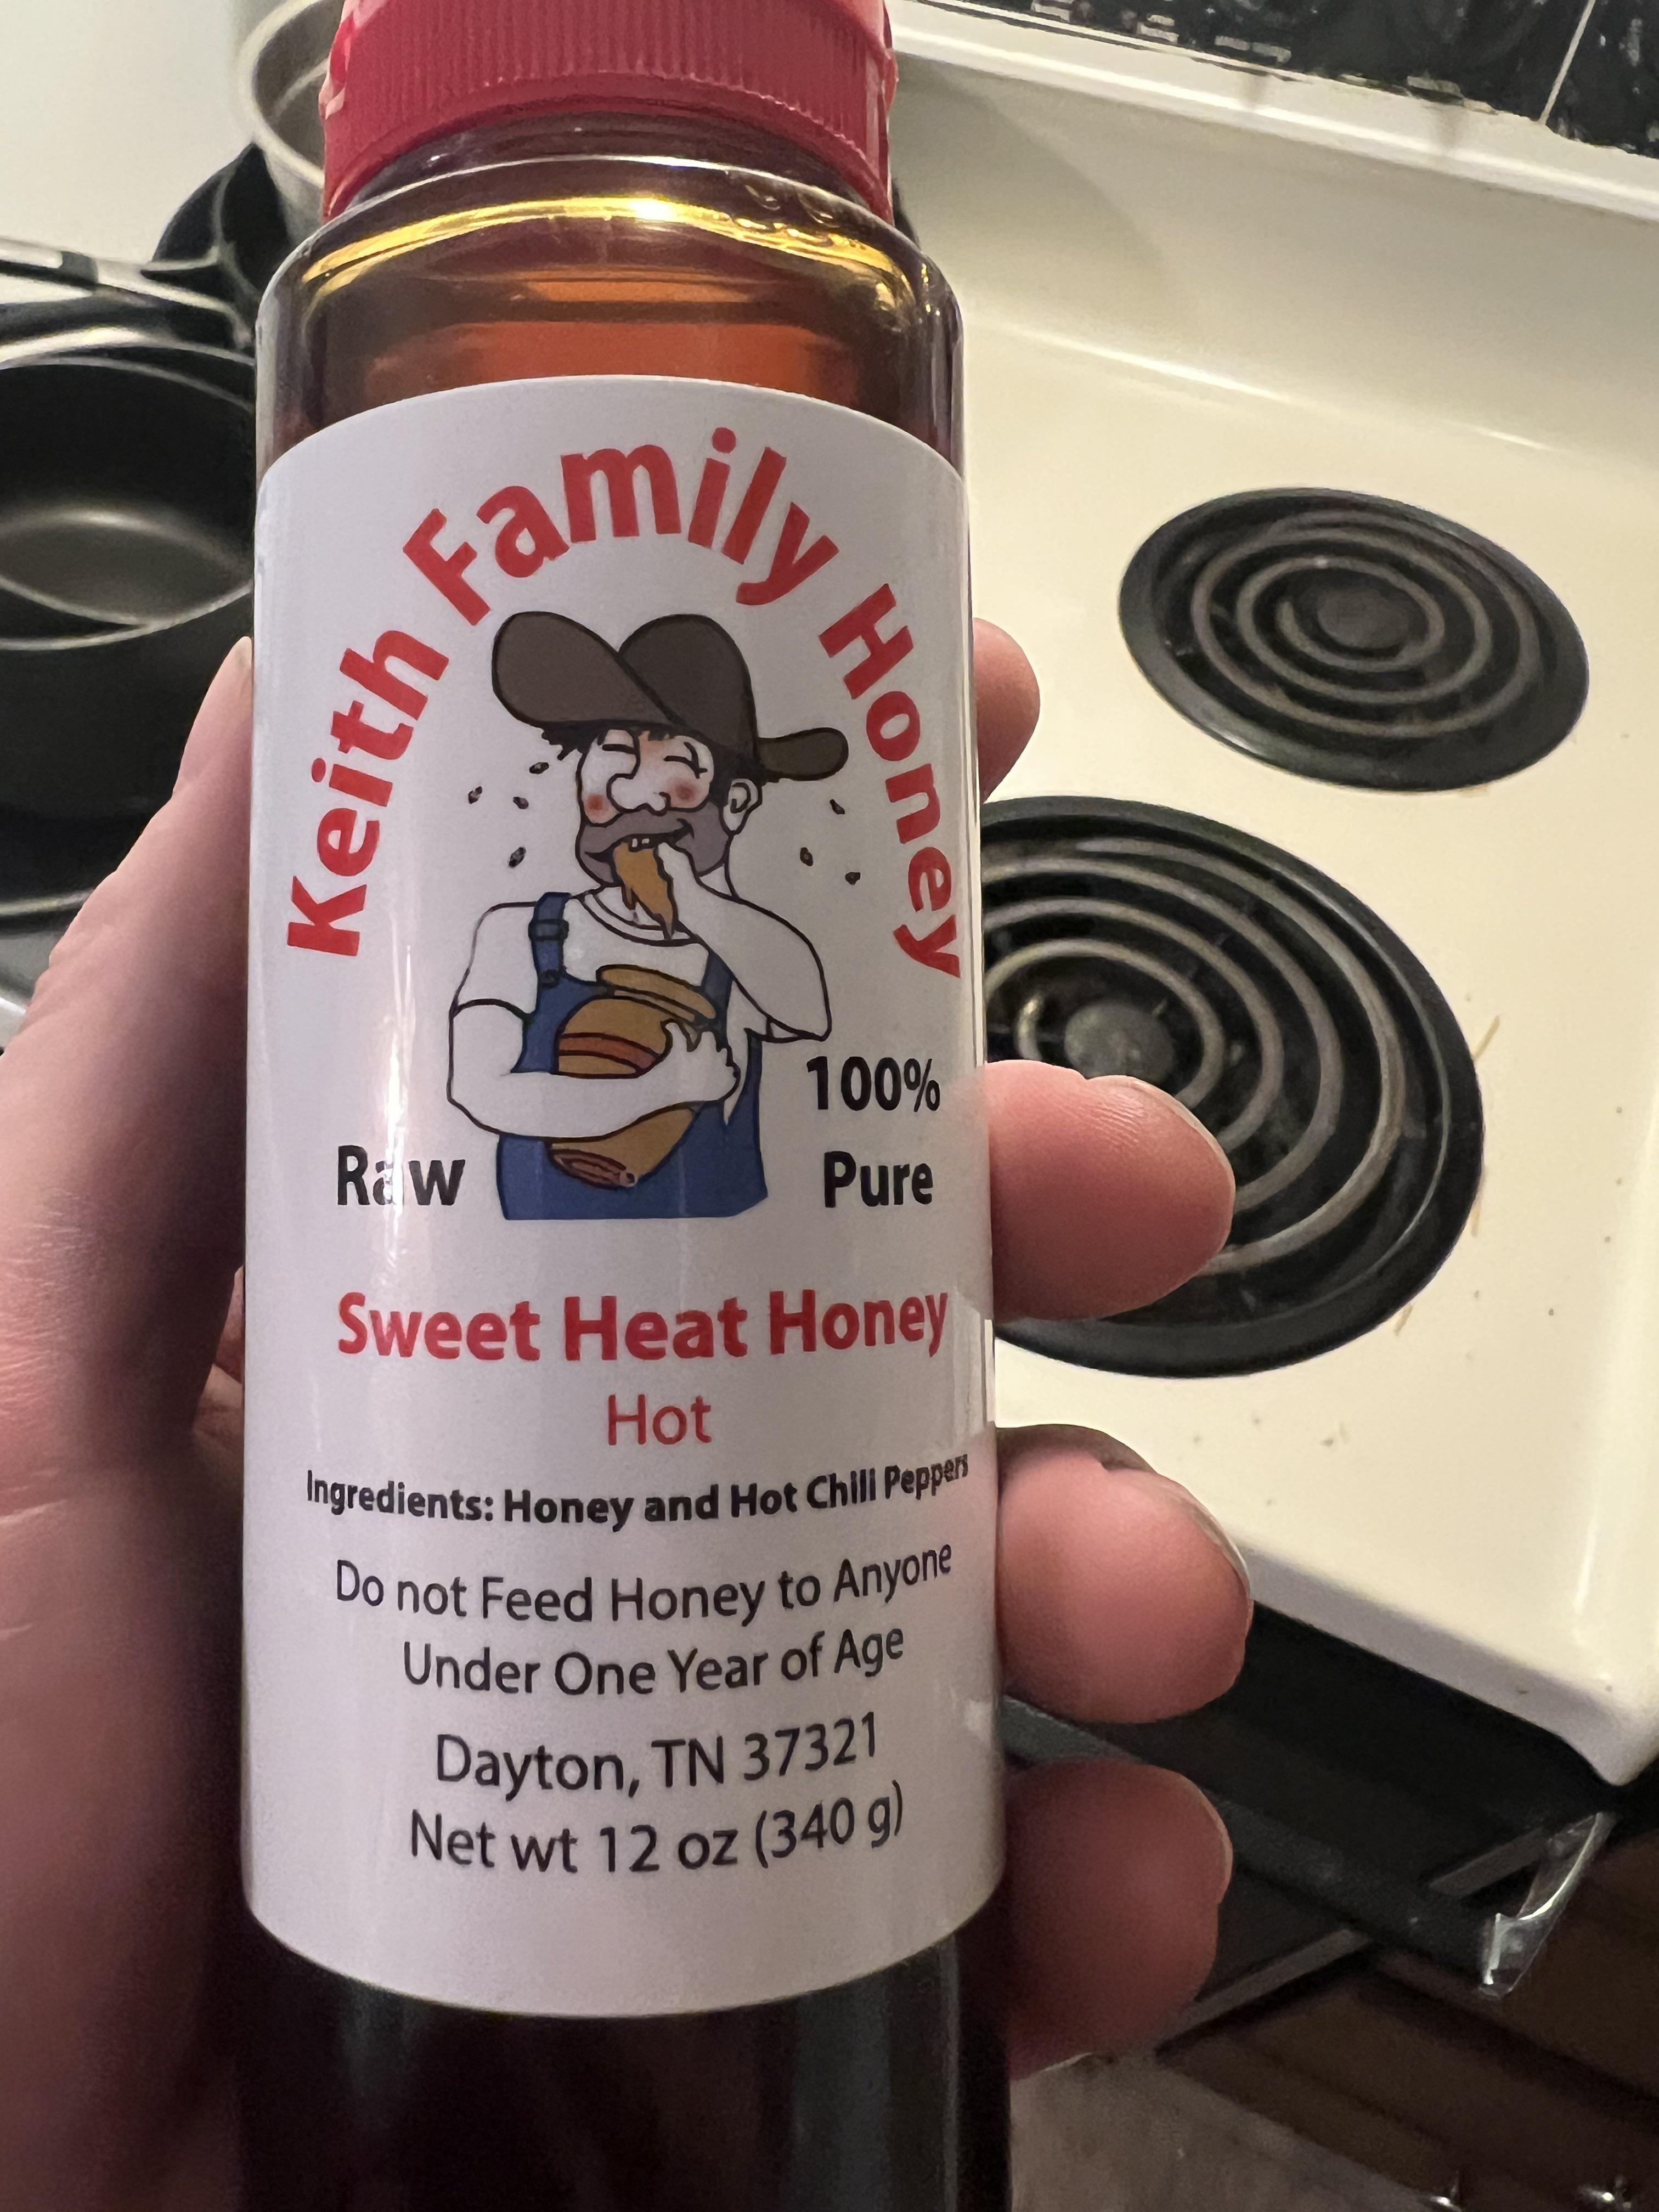 Keith Family Honey
100%
Raw Pure
Sweet Heat Honey
Hot
Ingredients: Honey and Hot Chili Peppers
Do not Feed Honey to Anyone
Under One Year of Age
Dayton, TN 37321
Net wt 12 oz (340 g)